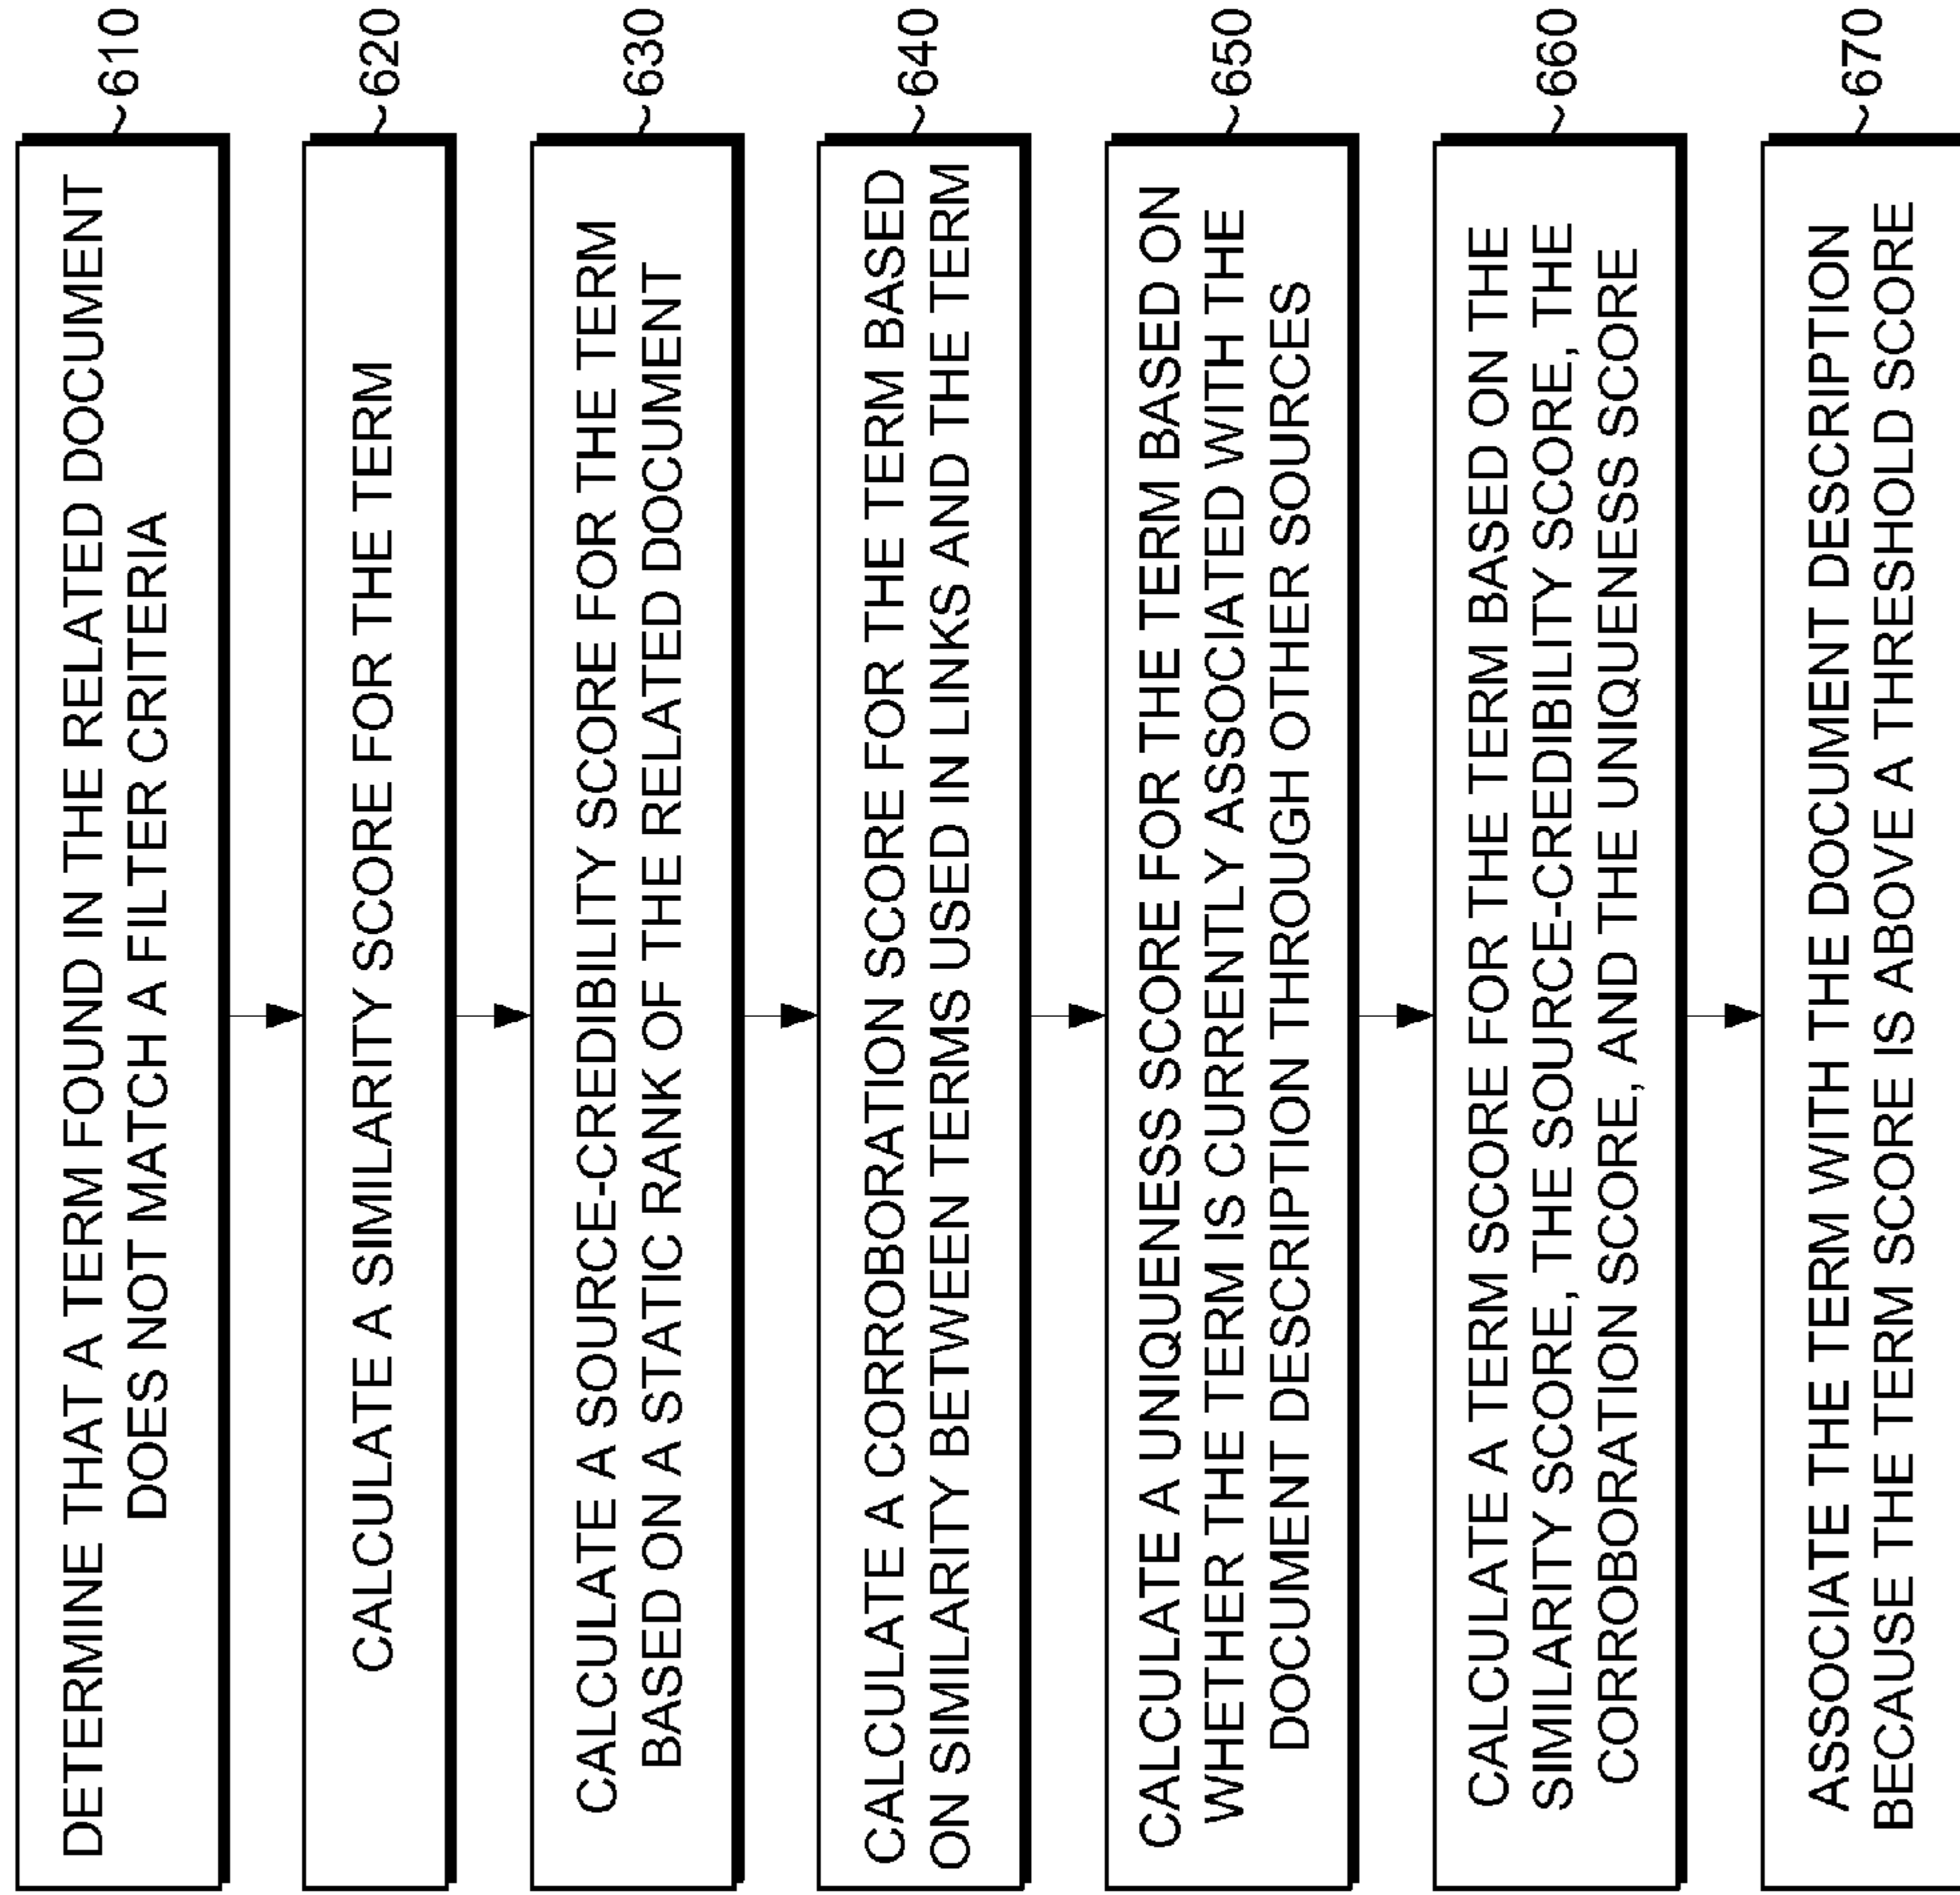 DETERMINE THAT A TERM FOUND IN THE RELATED DOCUMENT
DOES NOT MATCH A FILTER CRITERIA
~610
CALCULATE A SIMILARITY SCORE FOR THE TERM
~620
CALCULATE A SOURCE-CREDIBILITY SCORE FOR THE TERM
BASED ON A STATIC RANK OF THE RELATED DOCUMENT
~630
CALCULATE A CORROBORATION SCORE FOR THE TERM BASED
ON SIMILARITY BETWEEN TERMS USED IN LINKS AND THE TERM
~640
CALCULATE A UNIQUENESS SCORE FOR THE TERM BASED ON
WHETHER THE TERM IS CURRENTLY ASSOCIATED WITH THE
DOCUMENT DESCRIPTION THROUGH OTHER SOURCES
~650
CALCULATE A TERM SCORE FOR THE TERM BASED ON THE
SIMILARITY SCORE, THE SOURCE-CREDIBILITY SCORE, THE
CORROBORATION SCORE, AND THE UNIQUENESS SCORE
~660
ASSOCIATE THE TERM WITH THE DOCUMENT DESCRIPTION
BECAUSE THE TERM SCORE IS ABOVE A THRESHOLD SCORE
~670